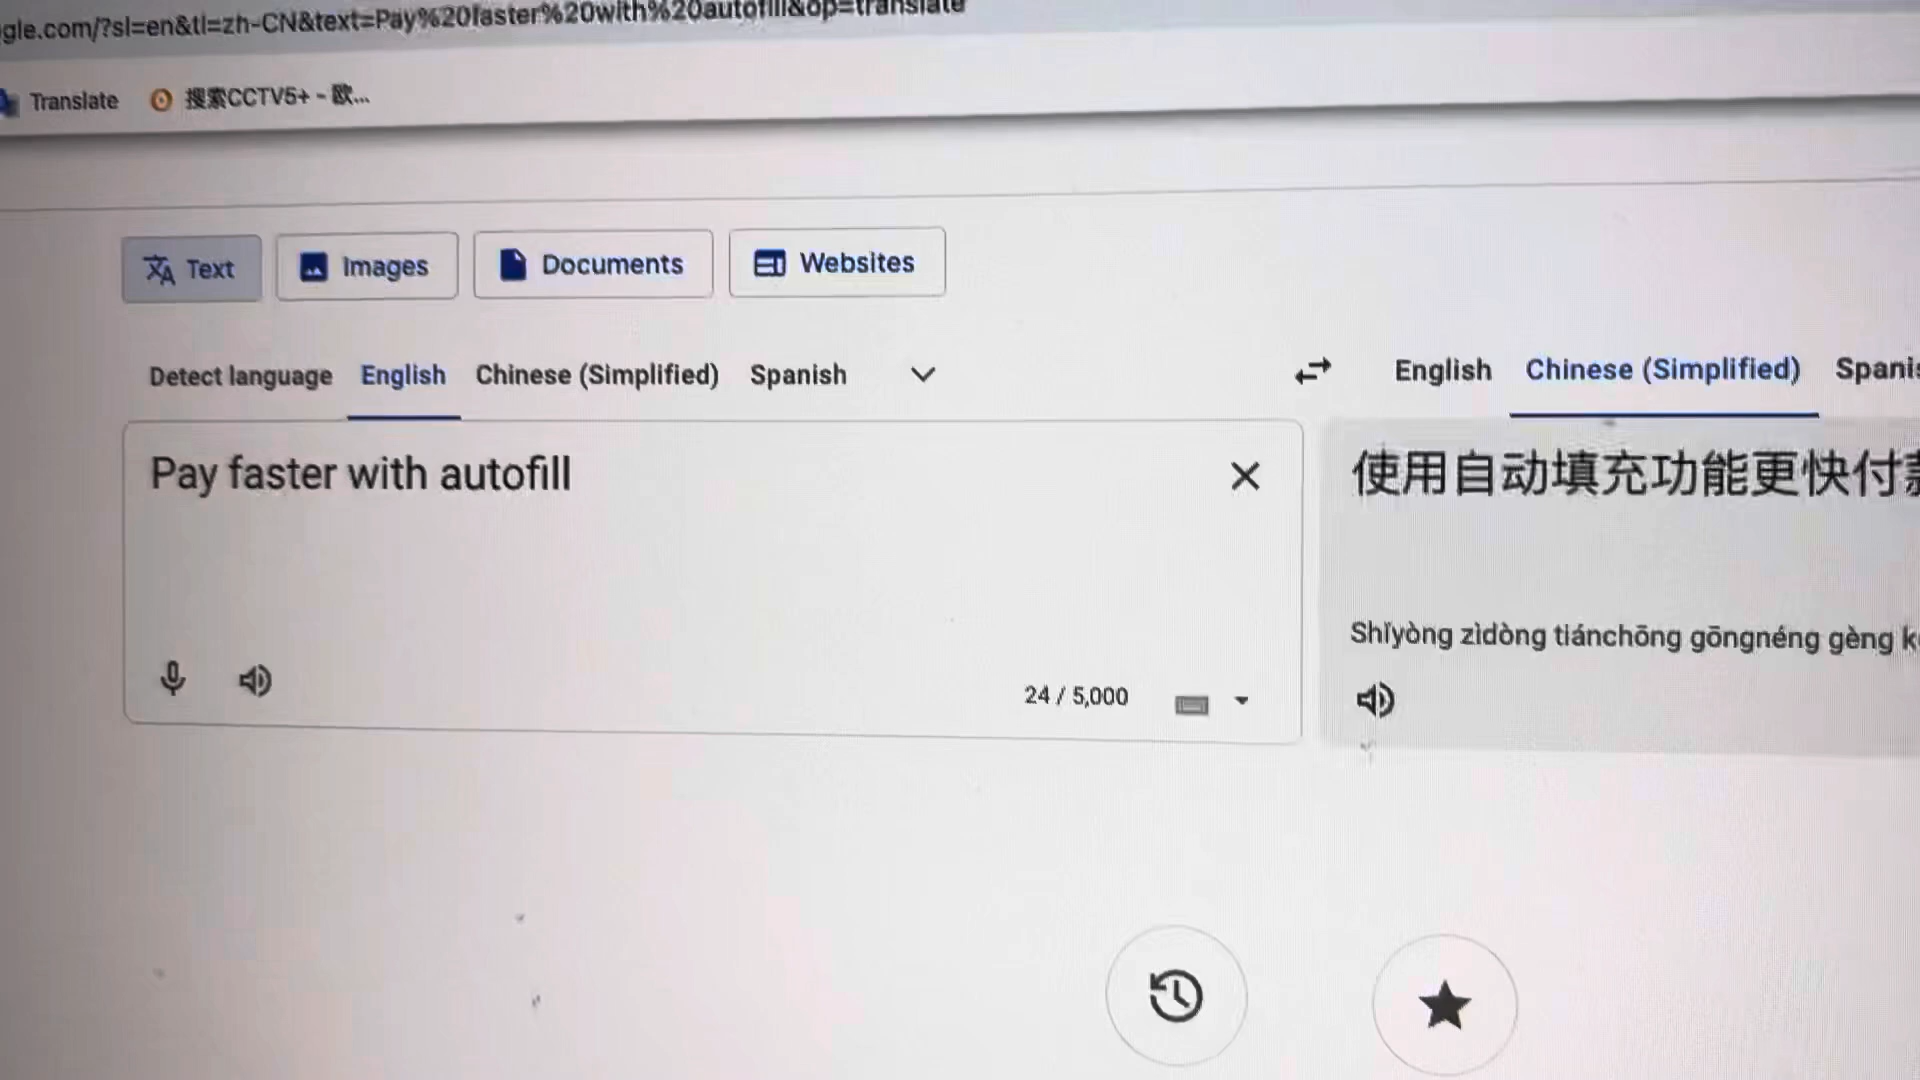 gle.com/?sl=en&tl=zh-CN&text=Pay%20faster%20with%20autofill&op=translate
Translate 搜索CCTV5+ - 欧...
Text Images Documents Websites
Detect language English Chinese (Simplified) Spanish
English Chinese (Simplified) Spanis
Pay faster with autofill
使用自动填充功能更快付款
Shǐyòng zìdòng tiánchōng gōngnéng gèng k
24 / 5,000